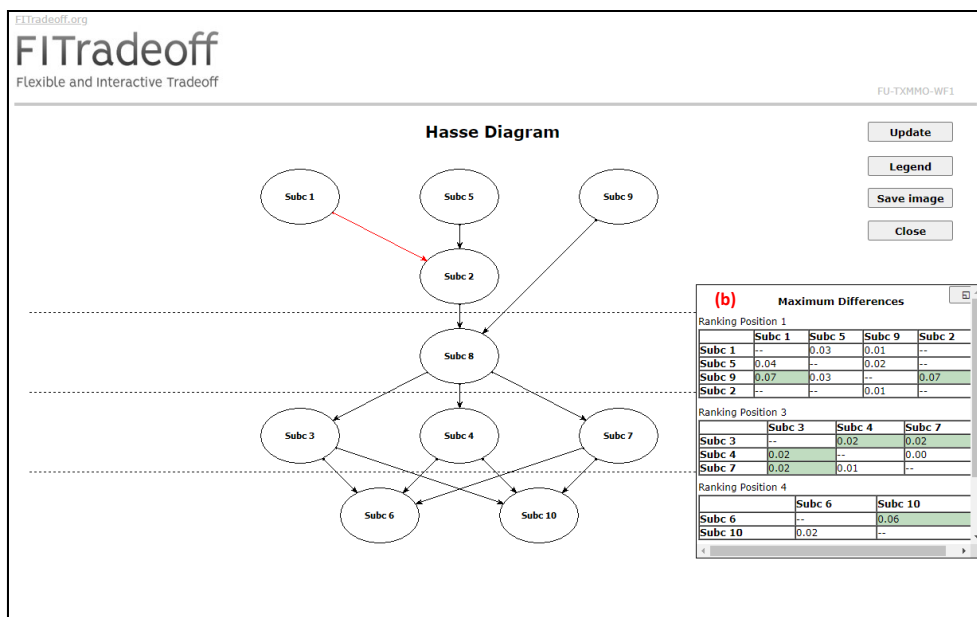 FITradeoff.org
FITradeoff
Flexible and Interactive Tradeoff
FU-TXMMO-WF1
Hasse Diagram
Update
Legend
Save image
Close
Subc 1
Subc 5
Subc 9
Subc 2
Subc 8
Subc 3
Subc 4
Subc 7
Subc 6
Subc 10
(b) Maximum Differences
Ranking Position 1
Subc 1 Subc 5 Subc 9 Subc 2
Subc 1 -- 0.03 0.01 --
Subc 5 0.04 -- 0.02 --
Subc 9 0.07 0.03 -- 0.07
Subc 2 -- -- 0.01 --
Ranking Position 3
Subc 3 Subc 4 Subc 7
Subc 3 -- 0.02 0.02
Subc 4 0.02 -- 0.00
Subc 7 0.02 0.01 --
Ranking Position 4
Subc 6 Subc 10
Subc 6 -- 0.06
Subc 10 0.02 --